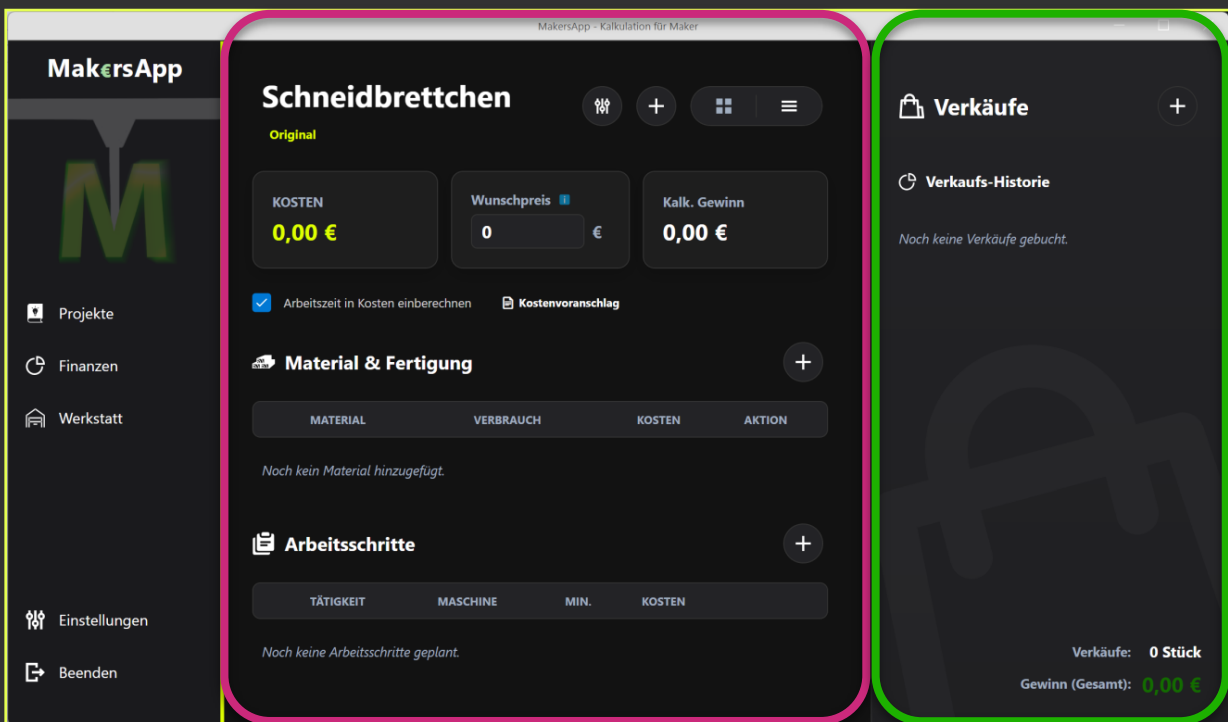 MakersApp - Kalkulation für Maker
Mak€rsApp
M
Projekte
Finanzen
Werkstatt
Einstellungen
Beenden
Schneidbrettchen
Original
KOSTEN
0,00 €
Wunschpreis
0 €
Kalk. Gewinn
0,00 €
Arbeitszeit in Kosten einberechnen
Kostenvoranschlag
Material & Fertigung
MATERIAL VERBRAUCH KOSTEN AKTION
Noch kein Material hinzugefügt.
Arbeitsschritte
TÄTIGKEIT MASCHINE MIN. KOSTEN
Noch keine Arbeitsschritte geplant.
Verkäufe
Verkaufs-Historie
Noch keine Verkäufe gebucht.
Verkäufe: 0 Stück
Gewinn (Gesamt): 0,00 €